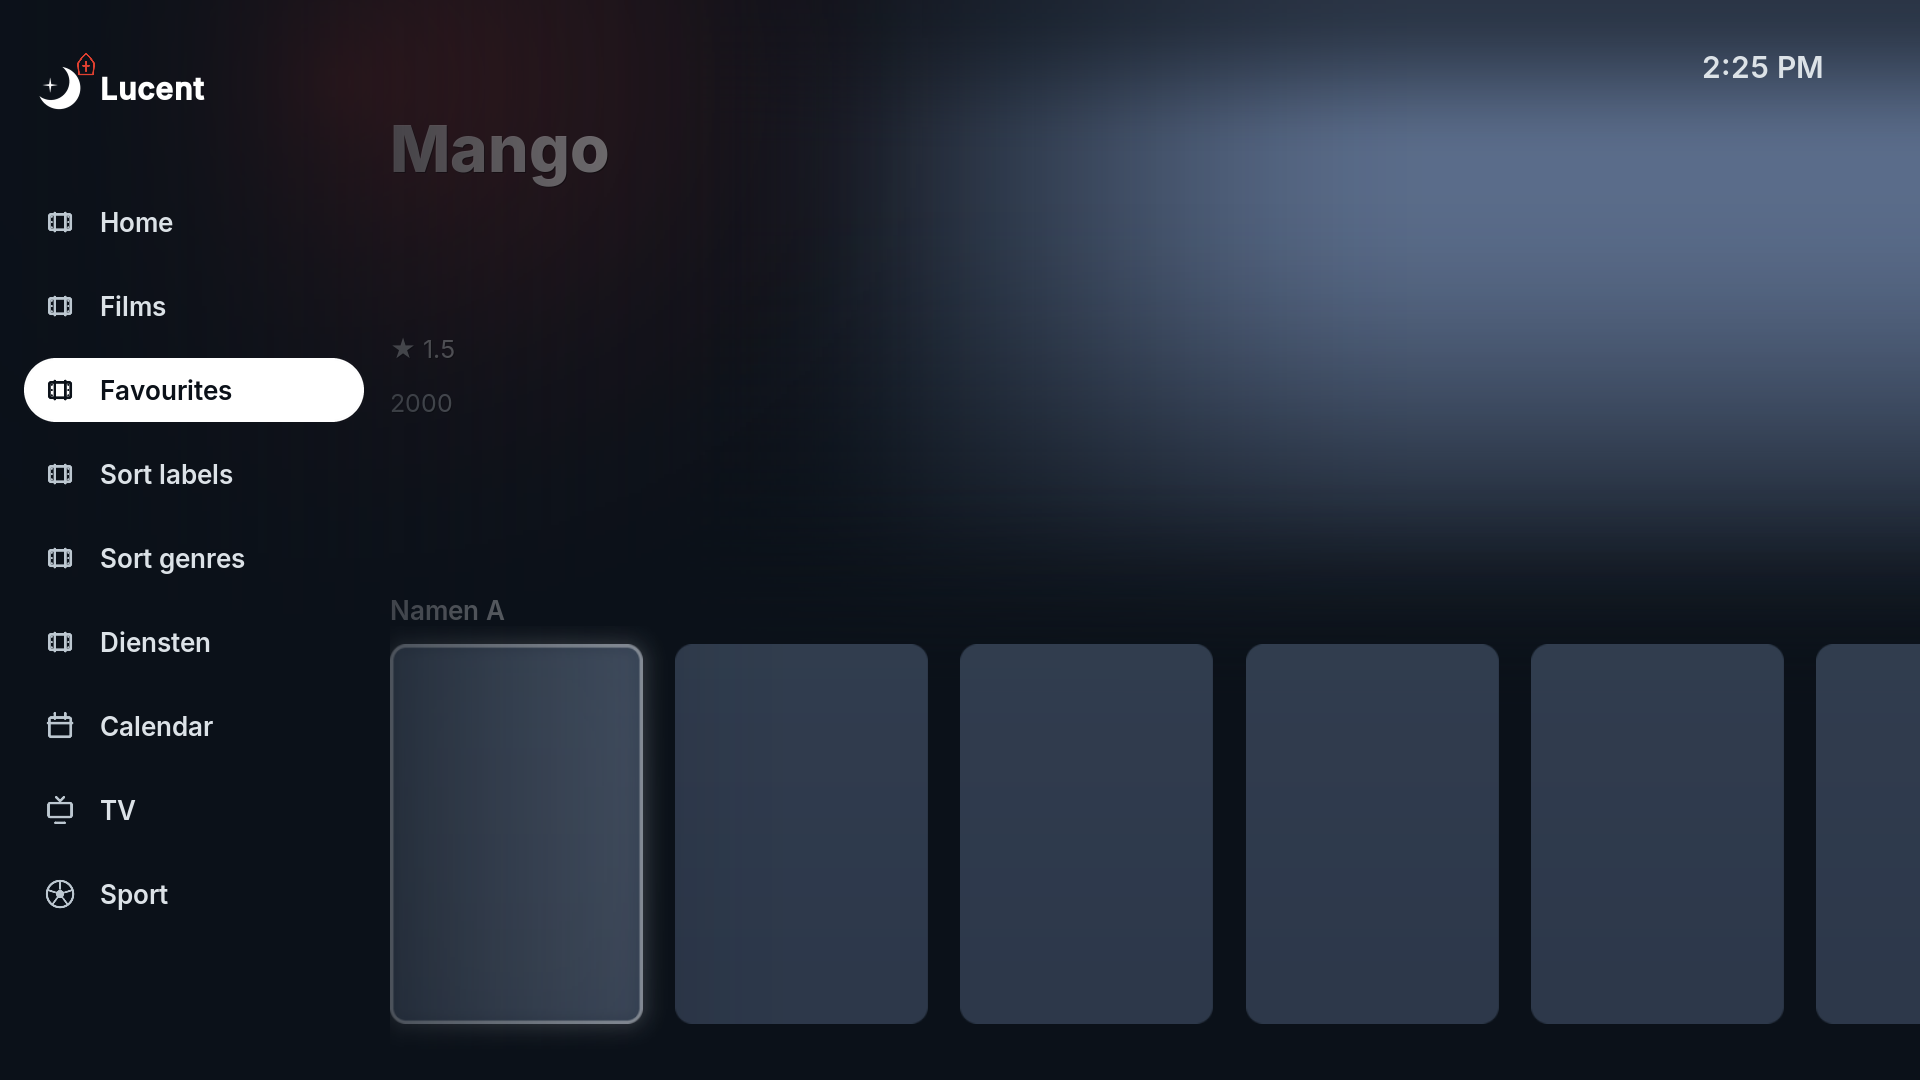 Lucent
2:25 PM
Mango
Home
Films
★ 1.5
Favourites
2000
Sort labels
Sort genres
Namen A
Diensten
Calendar
TV
Sport